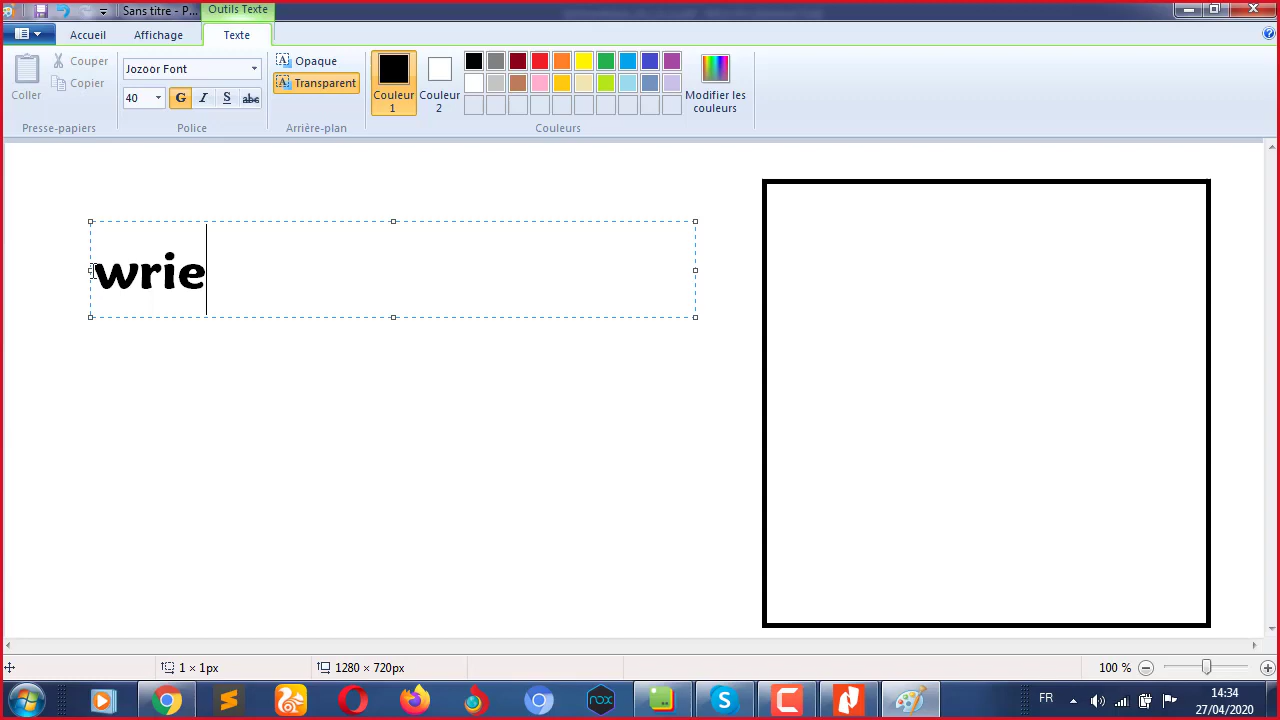 Sans titre - P...
Outils Texte
Accueil
Affichage
Texte
Coller
Couper
Copier
Presse-papiers
Jozoor Font
40
G I S abc
Police
Opaque
Transparent
Arrière-plan
Couleur 1
Couleur 2
Modifier les couleurs
Couleurs
wrie
1 × 1px
1280 × 720px
100 %
nox
FR
14:34
27/04/2020